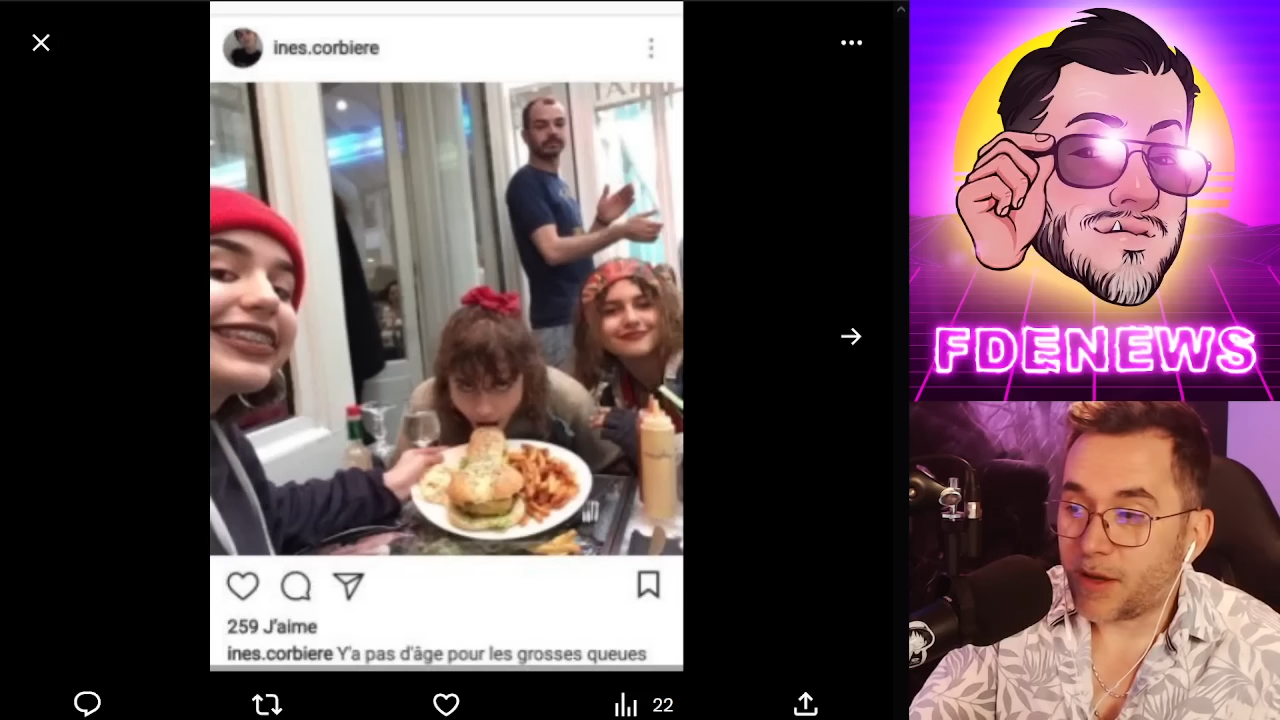 ines.corbiere
259 J'aime
ines.corbiere Y'a pas d'âge pour les grosses queues
22
FDENEWS